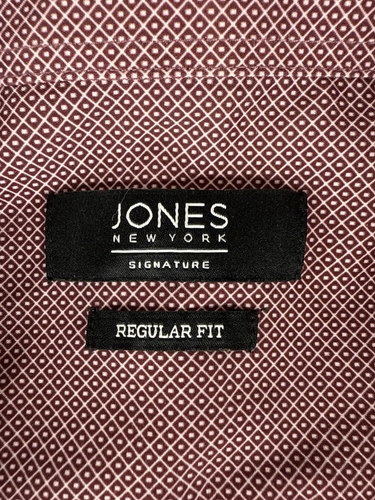 JONES
NEW YORK
SIGNATURE
REGULAR FIT